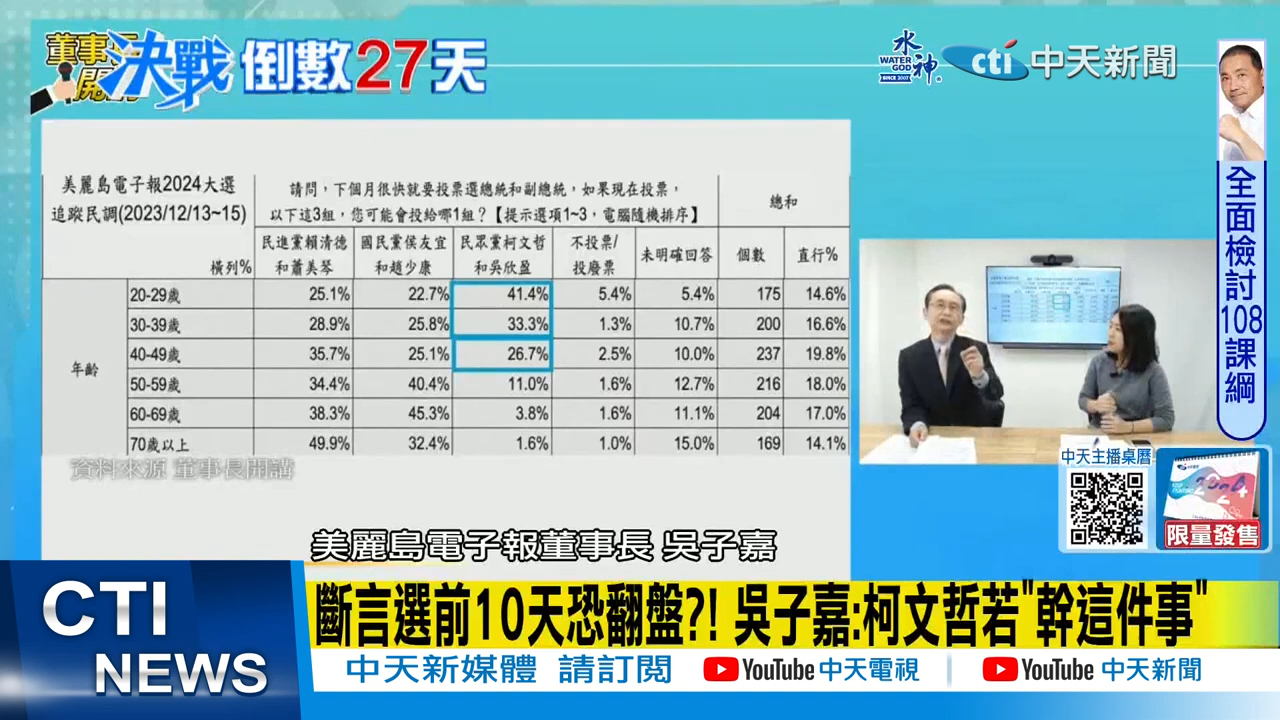 董事長
開講
決戰 倒數27天
水
WATER
GOD
SINCE 2007
神
cti 中天新聞
全面檢討108課綱
美麗島電子報2024大選
追蹤民調(2023/12/13~15)
橫列%
請問，下個月很快就要投票選總統和副總統，如果現在投票，
以下這3組，您可能會投給哪1組？【提示選項1~3，電腦隨機排序】
總和
民進黨賴清德
和蕭美琴
國民黨侯友宜
和趙少康
民眾黨柯文哲
和吳欣盈
不投票/
投廢票
未明確回答
個數
直行%
年齡
20-29歲 25.1% 22.7% 41.4% 5.4% 5.4% 175 14.6%
30-39歲 28.9% 25.8% 33.3% 1.3% 10.7% 200 16.6%
40-49歲 35.7% 25.1% 26.7% 2.5% 10.0% 237 19.8%
50-59歲 34.4% 40.4% 11.0% 1.6% 12.7% 216 18.0%
60-69歲 38.3% 45.3% 3.8% 1.6% 11.1% 204 17.0%
70歲以上 49.9% 32.4% 1.6% 1.0% 15.0% 169 14.1%
資料來源 董事長開講
中天主播桌曆
限量發售
美麗島電子報董事長 吳子嘉
斷言選前10天恐翻盤?! 吳子嘉:柯文哲若"幹這件事"
CTI
NEWS
中天新媒體 請訂閱 YouTube 中天電視 YouTube 中天新聞